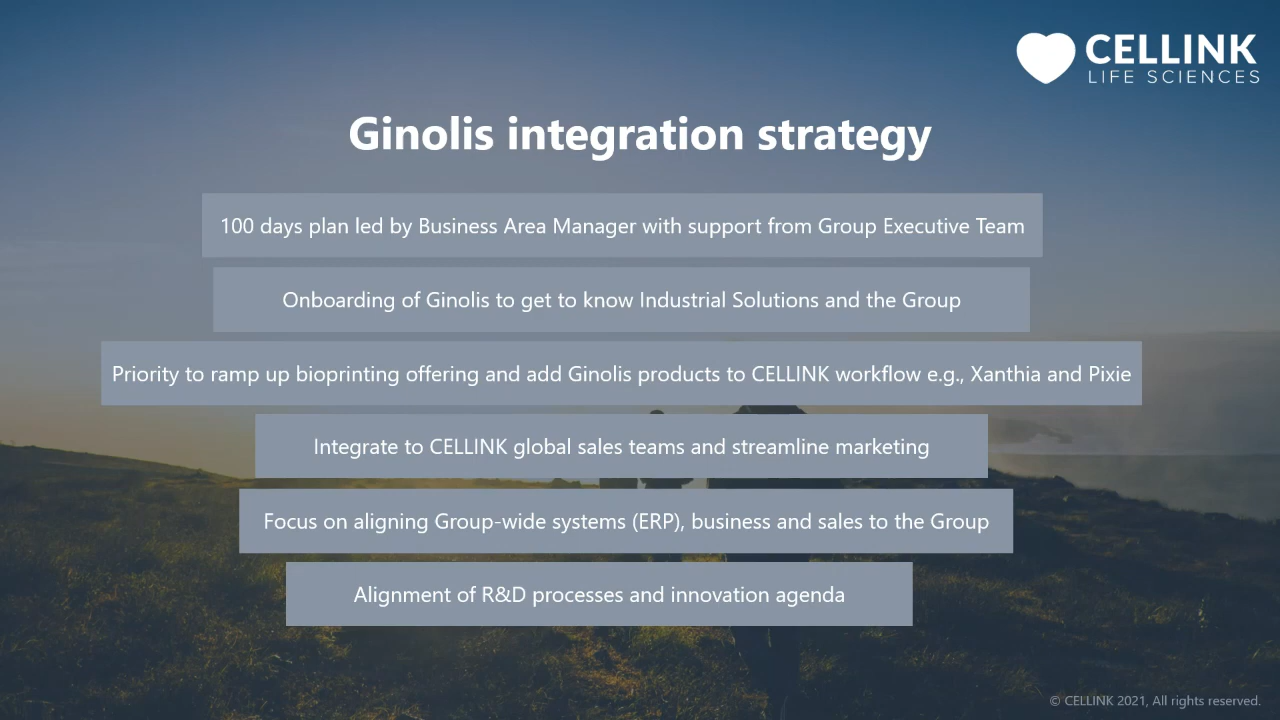 CELLINK
LIFE SCIENCES
Ginolis integration strategy
100 days plan led by Business Area Manager with support from Group Executive Team
Onboarding of Ginolis to get to know Industrial Solutions and the Group
Priority to ramp up bioprinting offering and add Ginolis products to CELLINK workflow e.g., Xanthia and Pixie
Integrate to CELLINK global sales teams and streamline marketing
Focus on aligning Group-wide systems (ERP), business and sales to the Group
Alignment of R&D processes and innovation agenda
© CELLINK 2021, All rights reserved.